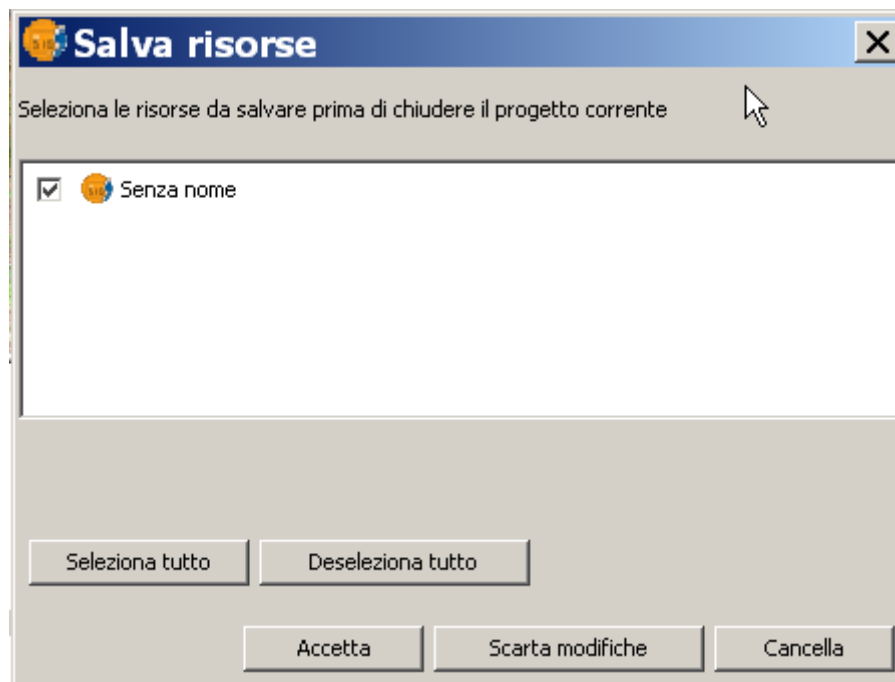 Salva risorse
Seleziona le risorse da salvare prima di chiudere il progetto corrente
Senza nome
Seleziona tutto Deseleziona tutto
Accetta Scarta modifiche Cancella